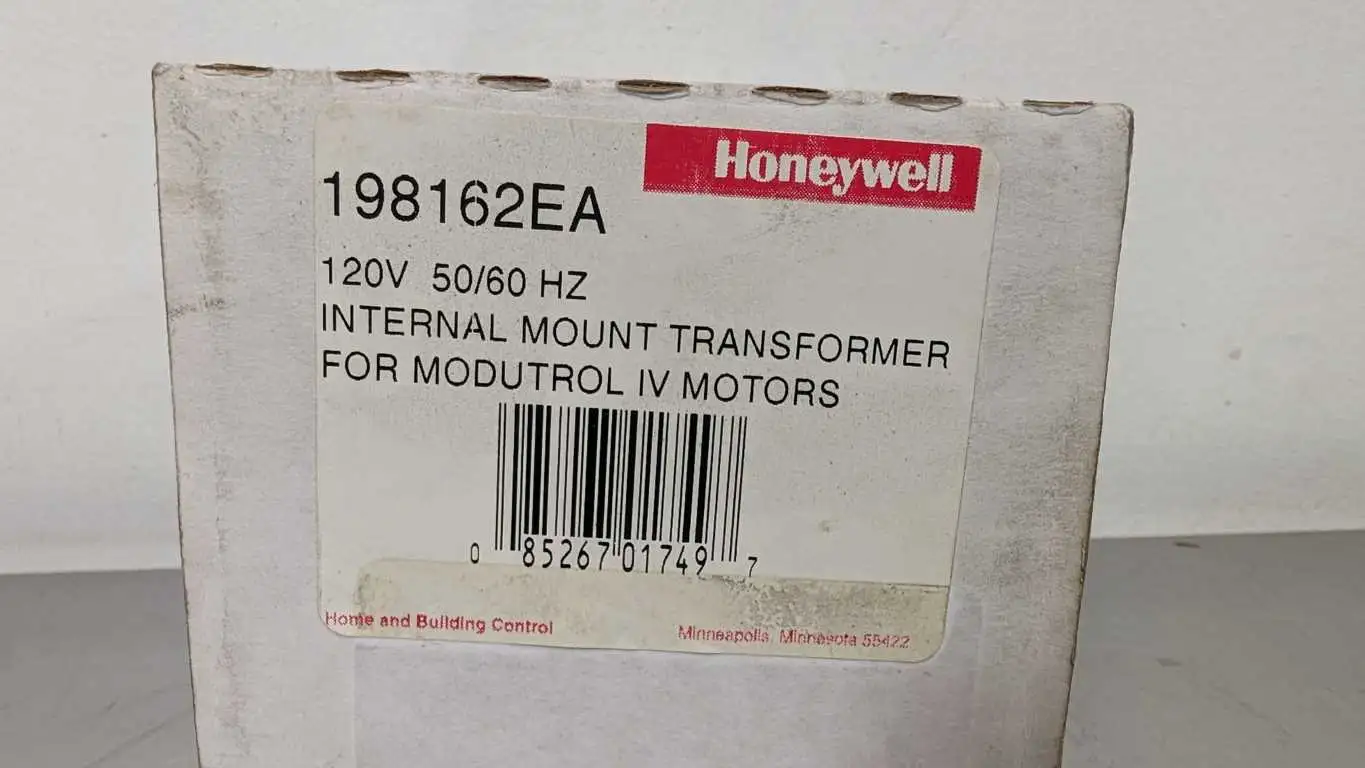 Honeywell
198162EA
120V 50/60 HZ
INTERNAL MOUNT TRANSFORMER
FOR MODUTROL IV MOTORS
0 85267 01749 7
Home and Building Control
Minneapolis, Minnesota 55422